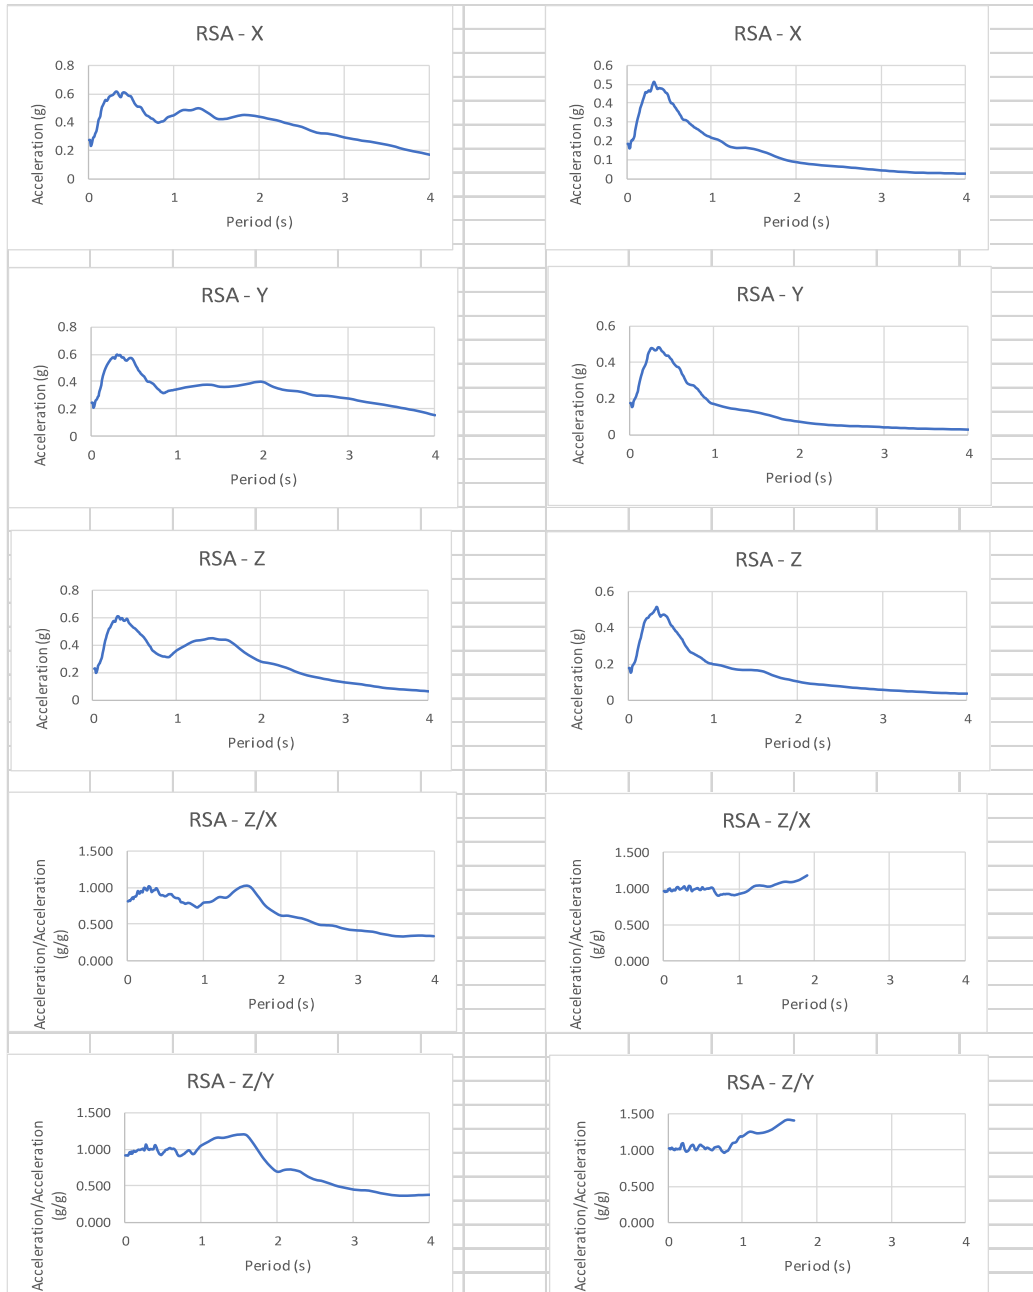 RSA - X
0.8
0.6
0.4
0.2
0
Acceleration (g)
0 1 2 3 4
Period (s)
RSA - X
0.6
0.5
0.4
0.3
0.2
0.1
0
Acceleration (g)
0 1 2 3 4
Period (s)
RSA - Y
0.8
0.6
0.4
0.2
0
Acceleration (g)
0 1 2 3 4
Period (s)
RSA - Y
0.6
0.4
0.2
0
Acceleration (g)
0 1 2 3 4
Period (s)
RSA - Z
0.8
0.6
0.4
0.2
0
Acceleration (g)
0 1 2 3 4
Period (s)
RSA - Z
0.6
0.4
0.2
0
Acceleration (g)
0 1 2 3 4
Period (s)
RSA - Z/X
1.500
1.000
0.500
0.000
Acceleration/Acceleration
(g/g)
0 1 2 3 4
Period (s)
RSA - Z/X
1.500
1.000
0.500
0.000
Acceleration/Acceleration
(g/g)
0 1 2 3 4
Period (s)
RSA - Z/Y
1.500
1.000
0.500
0.000
Acceleration/Acceleration
(g/g)
0 1 2 3 4
Period (s)
RSA - Z/Y
1.500
1.000
0.500
0.000
Acceleration/Acceleration
(g/g)
0 1 2 3 4
Period (s)